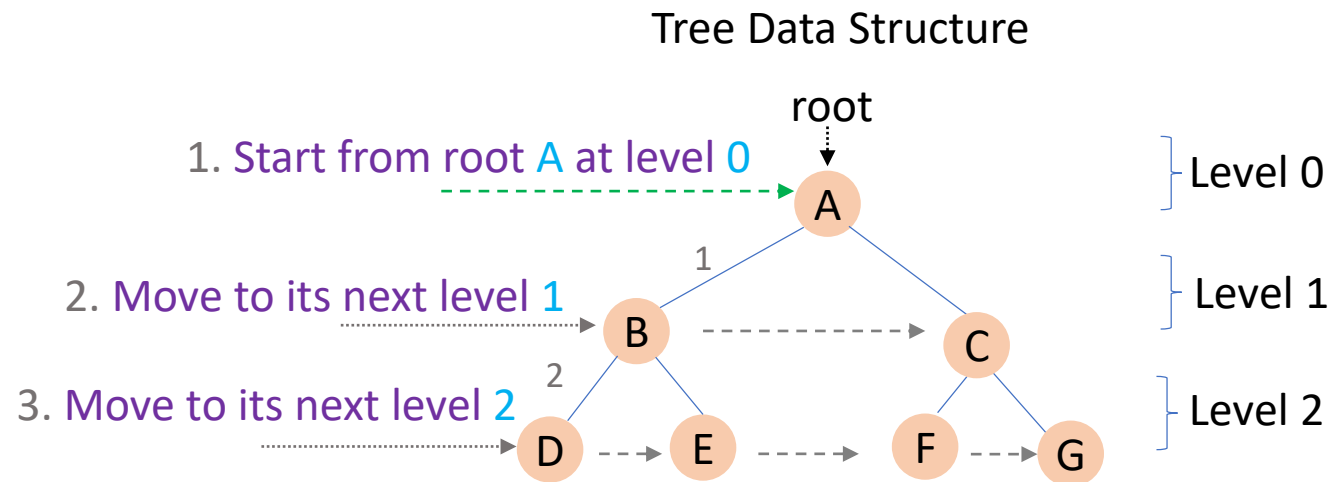 Tree Data Structure
root
1. Start from root A at level 0
A
Level 0
1
2. Move to its next level 1
B
C
Level 1
2
3. Move to its next level 2
D
E
F
G
Level 2